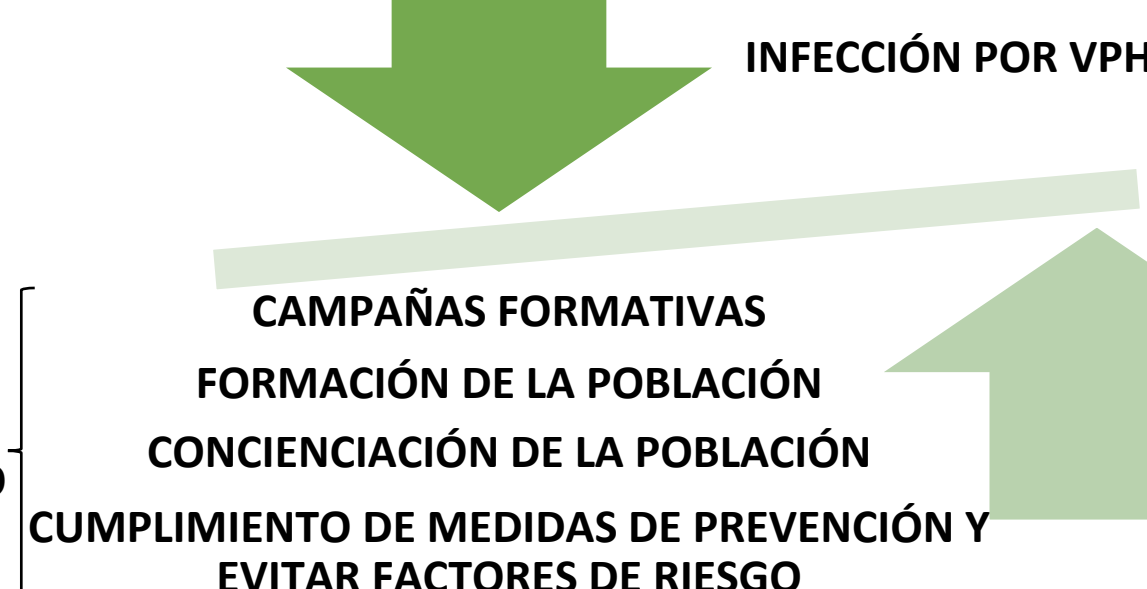 INFECCIÓN POR VPH
CAMPAÑAS FORMATIVAS
FORMACIÓN DE LA POBLACIÓN
CONCIENCIACIÓN DE LA POBLACIÓN
CUMPLIMIENTO DE MEDIDAS DE PREVENCIÓN Y
EVITAR FACTORES DE RIESGO